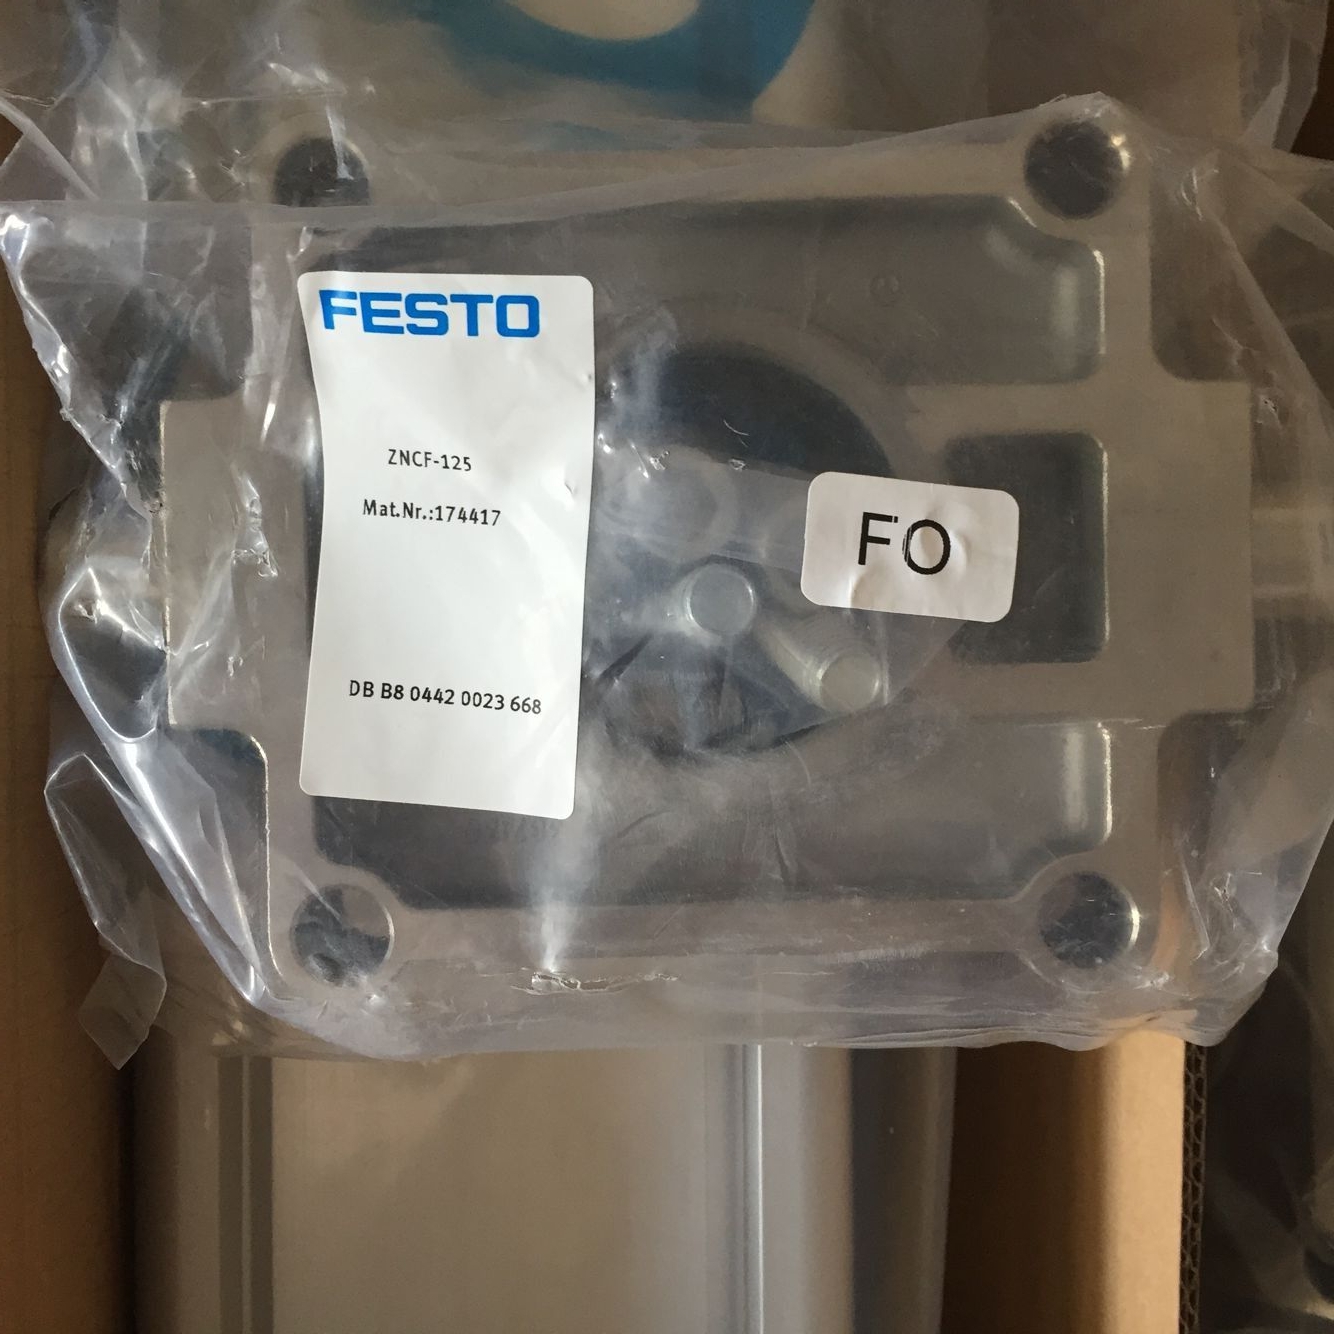 FESTO
ZNCF-125
Mat.Nr.:174417
FO
DB B8 0442 0023 668